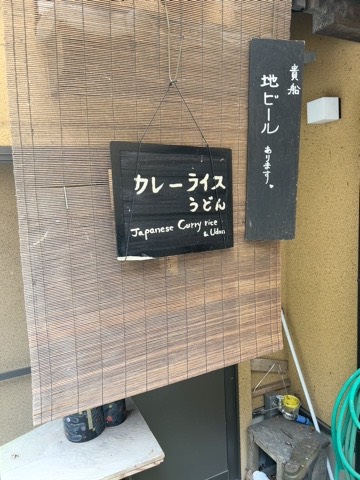 カレーライス
うどん
Japanese Curry rice
& Udon
貴船
地ビール
あります。